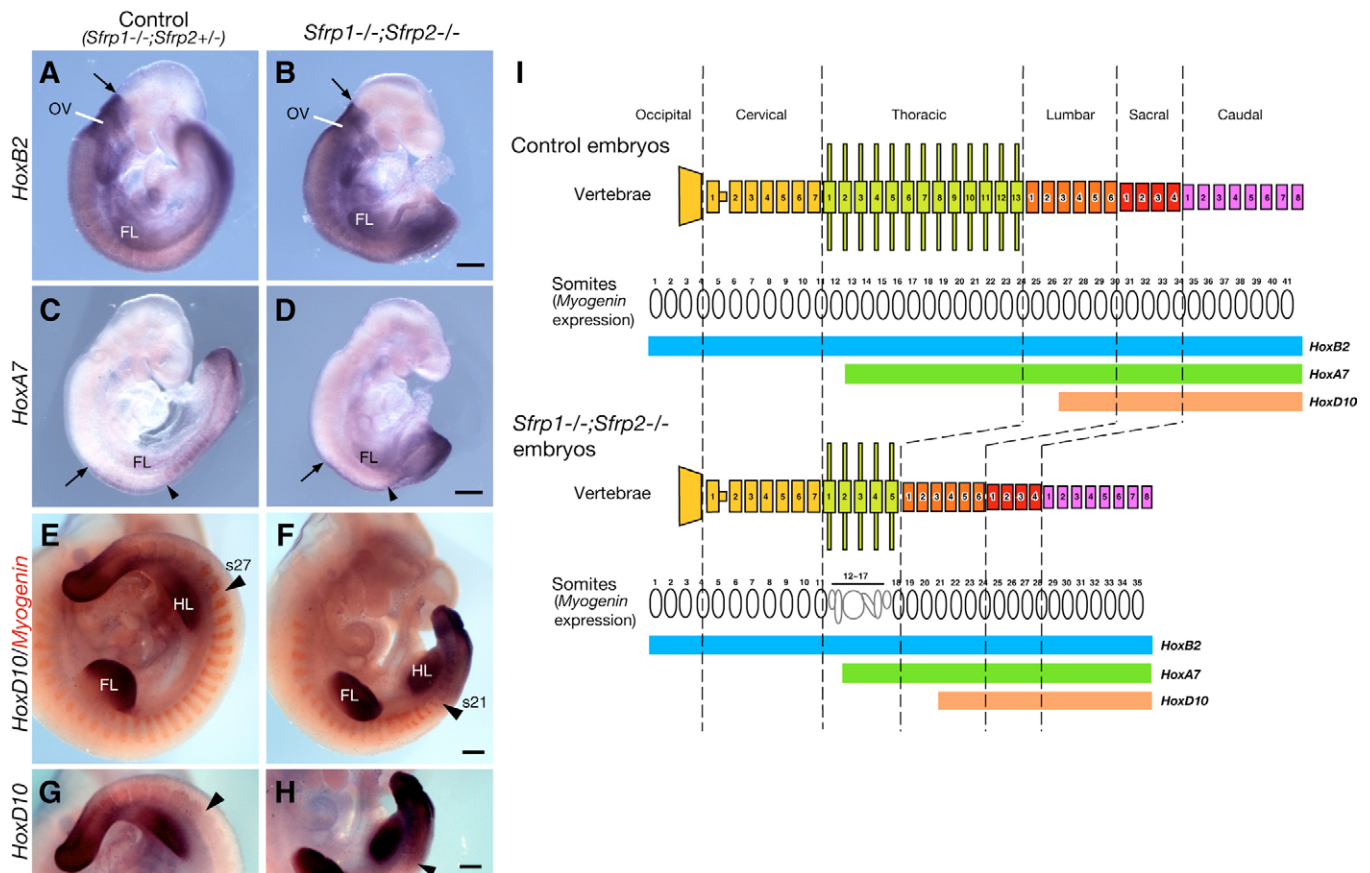 Control
(Sfrp1-/-;Sfrp2+/-)
Sfrp1-/-;Sfrp2-/-
HoxB2
A
OV
FL
B
OV
FL
HoxA7
C
FL
D
FL
HoxD10/Myogenin
E
s27
HL
FL
F
HL
FL
s21
HoxD10
G
H
I
Occipital Cervical Thoracic Lumbar Sacral Caudal
Control embryos
Vertebrae
1 2 3 4 5 6 7 1 2 3 4 5 6 7 8 9 10 11 12 13 1 2 3 4 5 6 1 2 3 4 1 2 3 4 5 6 7 8
1 2 3 4 5 6 7 8 9 10 11 12 13 14 15 16 17 18 19 20 21 22 23 24 25 26 27 28 29 30 31 32 33 34 35 36 37 38 39 40 41
Somites
(Myogenin
expression)
HoxB2
HoxA7
HoxD10
Sfrp1-/-;Sfrp2-/-
embryos
Vertebrae
1 2 3 4 5 6 7 1 2 3 4 5 1 2 3 4 5 6 1 2 3 4 1 2 3 4 5 6 7 8
1 2 3 4 5 6 7 8 9 10 11 12~17 18 19 20 21 22 23 24 25 26 27 28 29 30 31 32 33 34 35
Somites
(Myogenin
expression)
HoxB2
HoxA7
HoxD10